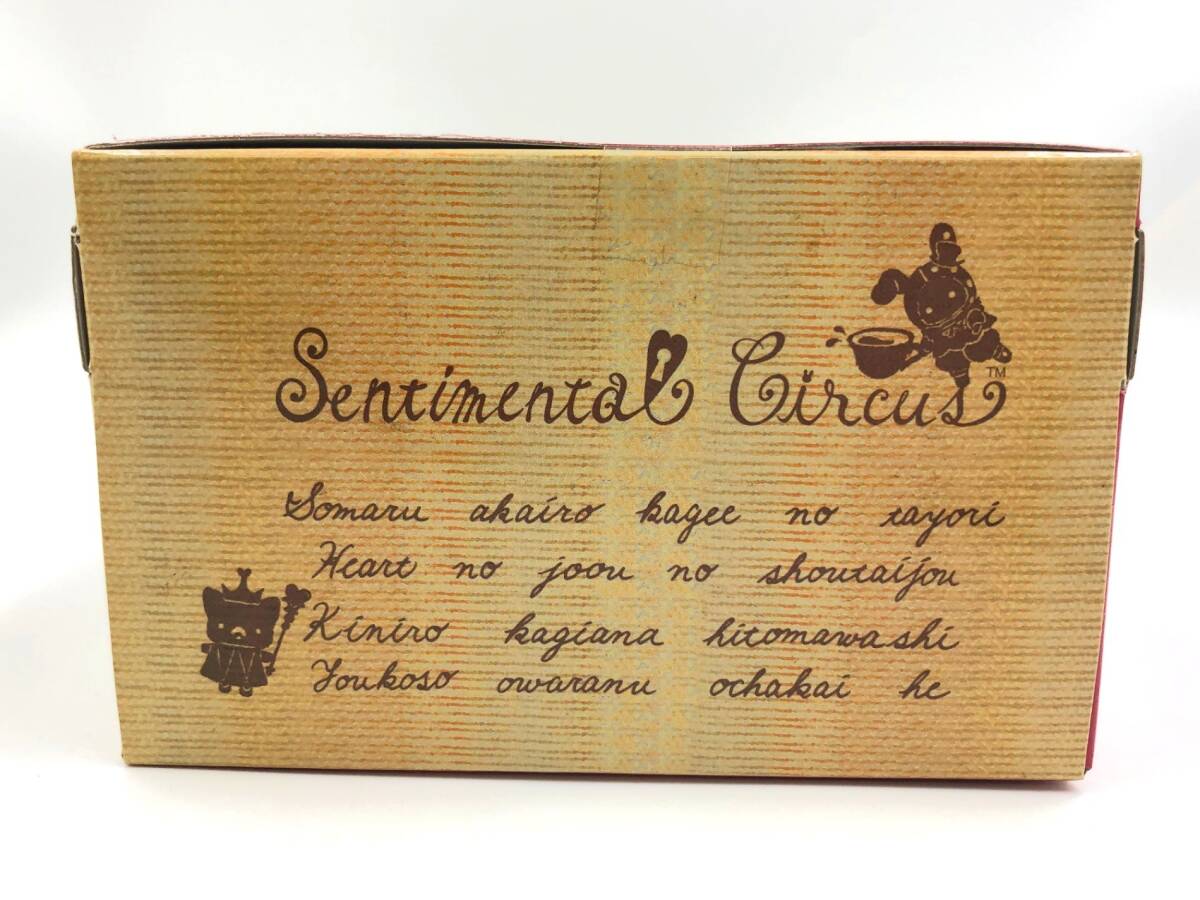 Sentimental Circus ™
Somaru akairo kagee no tayori
Heart no joou no shoutaijou
Kiniro kagiana hitomawashi
Youkoso owaranu ochakai he